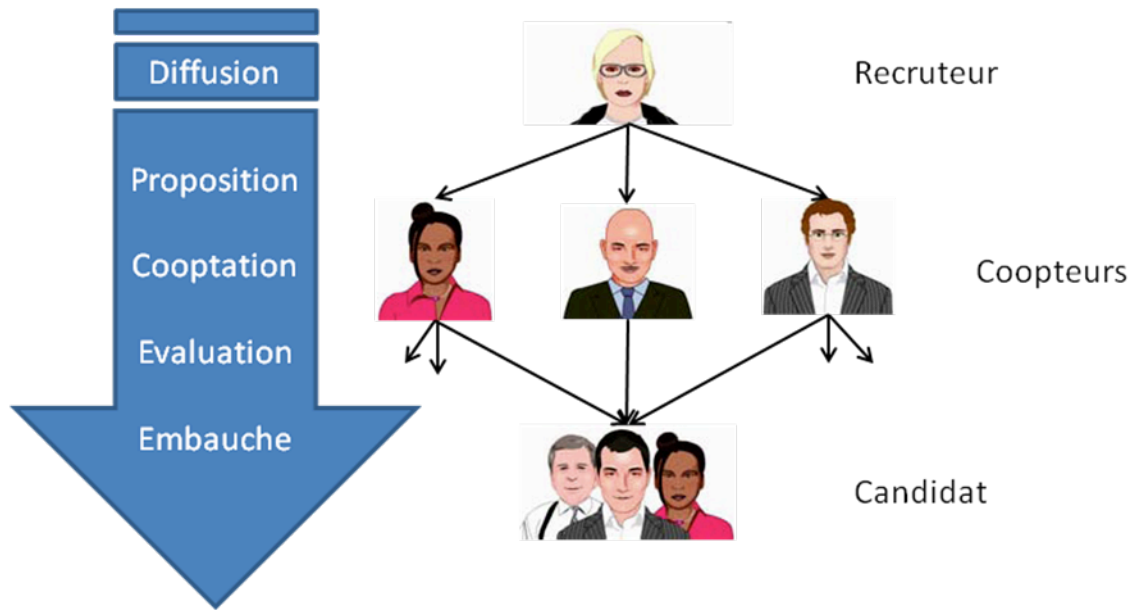 Diffusion
Proposition
Cooptation
Evaluation
Embauche
Recruteur
Coopteurs
Candidat